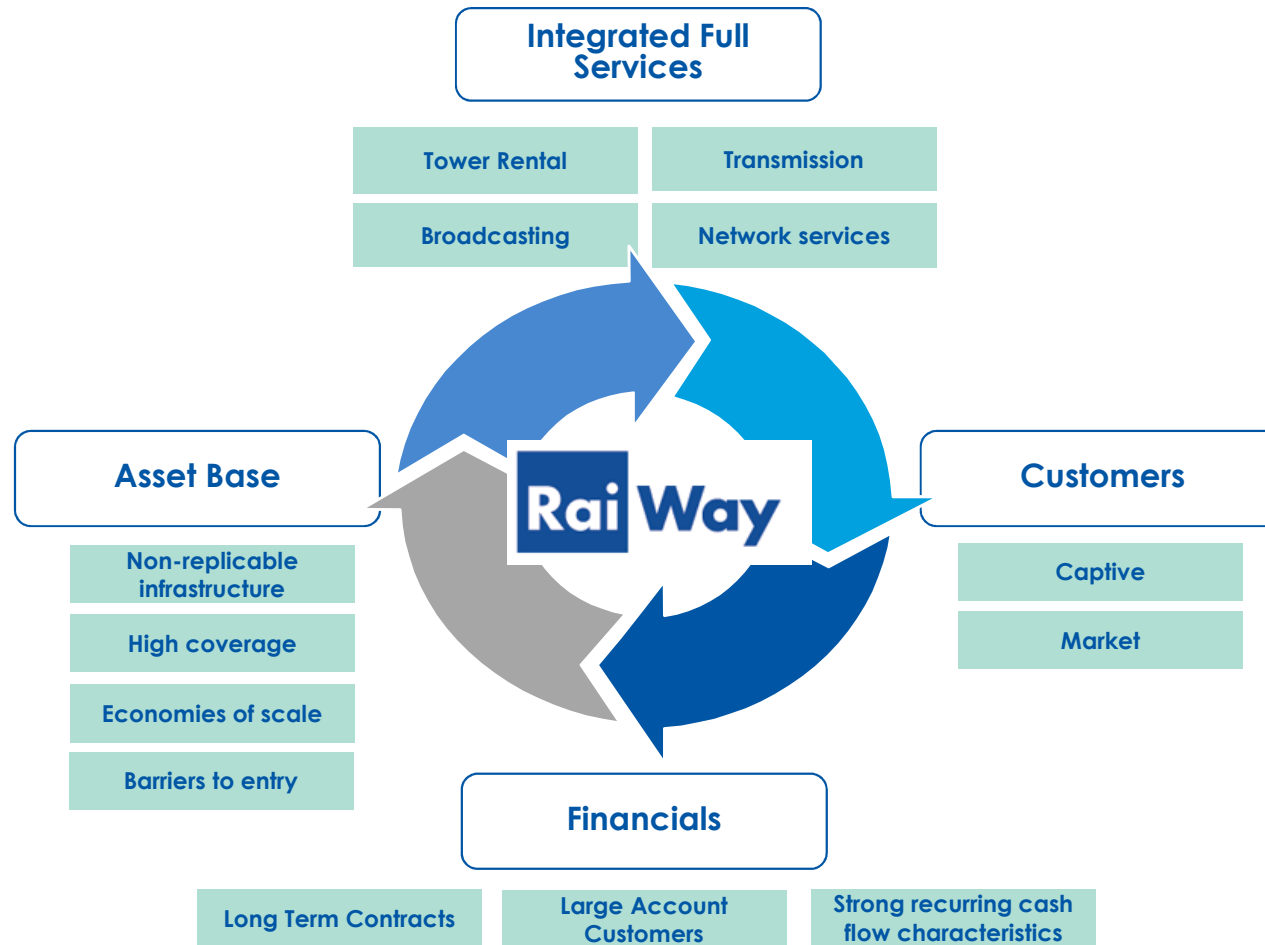 Integrated Full
Services
Tower Rental
Transmission
Broadcasting
Network services
Asset Base
Rai Way
Customers
Non-replicable
infrastructure
High coverage
Economies of scale
Barriers to entry
Captive
Market
Financials
Long Term Contracts
Large Account
Customers
Strong recurring cash
flow characteristics